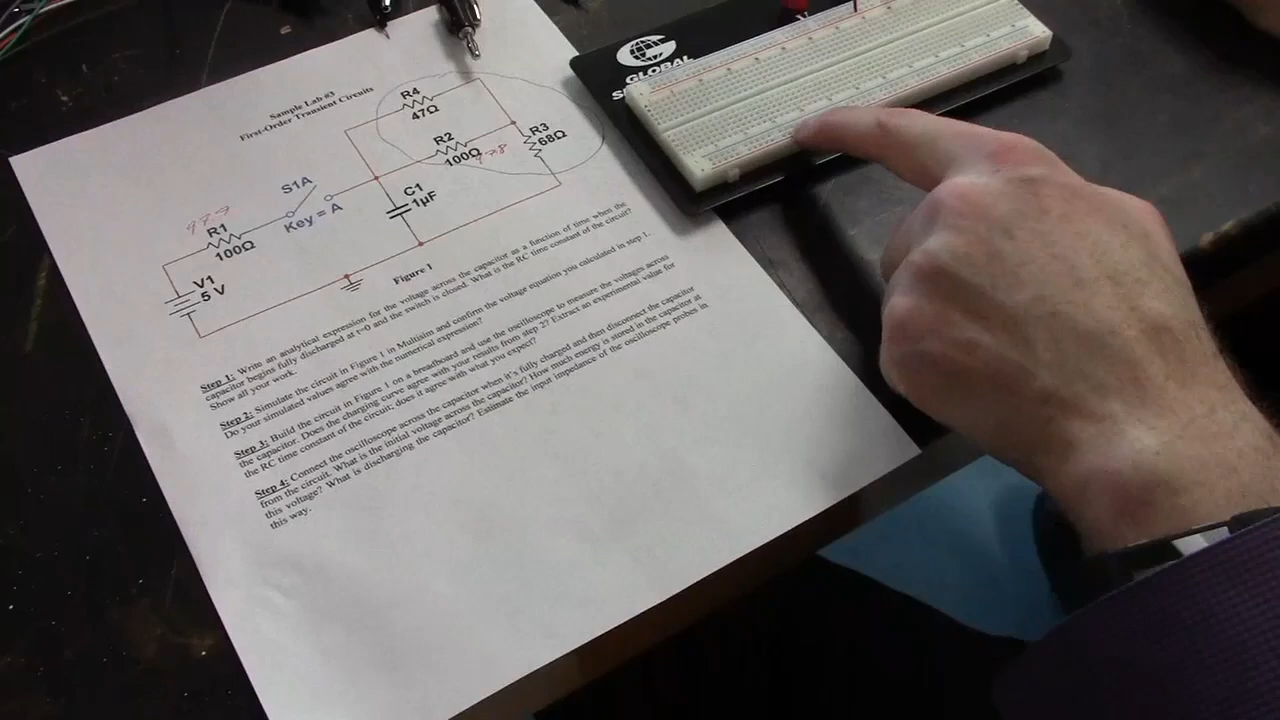 GLOBAL
Sample Lab #3
First-Order Transient Circuits
R4
47Ω
R2
100Ω
97.8
R3
68Ω
S1A
Key = A
C1
1µF
97.9
R1
100Ω
V1
5 V
Figure 1
Step 1: Write an analytical expression for the voltage across the capacitor as a function of time when the
capacitor begins fully discharged at t=0 and the switch is closed. What is the RC time constant of the circuit?
Show all your work.
Step 2: Simulate the circuit in Figure 1 in Multisim and confirm the voltage equation you calculated in step 1.
Do your simulated values agree with the numerical expression?
Step 3: Build the circuit in Figure 1 on a breadboard and use the oscilloscope to measure the voltages across
the capacitor. Does the charging curve agree with your results from step 2? Extract an experimental value for
the RC time constant of the circuit; does it agree with what you expect?
Step 4: Connect the oscilloscope across the capacitor when it's fully charged and then disconnect the capacitor
from the circuit. What is the initial voltage across the capacitor? How much energy is stored in the capacitor at
this voltage? What is discharging the capacitor? Estimate the input impedance of the oscilloscope probes in
this way.